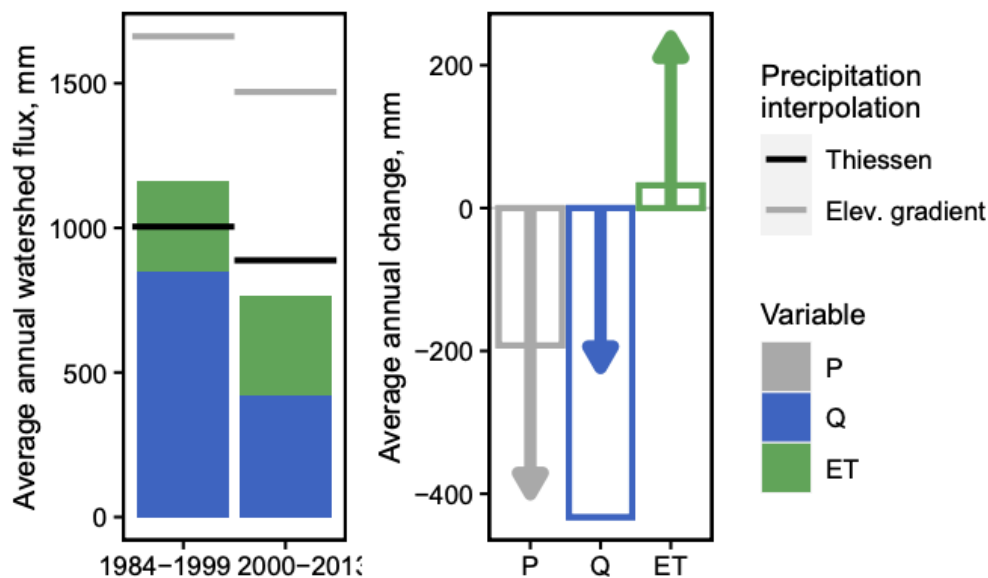 Average annual watershed flux, mm
1500
1000
500
0
1984−1999
2000−2013
Average annual change, mm
200
0
−200
−400
P
Q
ET
Precipitation
interpolation
Thiessen
Elev. gradient
Variable
P
Q
ET